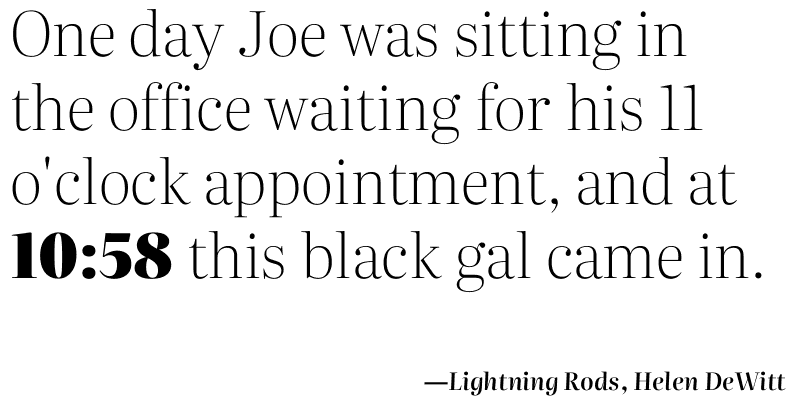 One day Joe was sitting in
the office waiting for his 11
o'clock appointment, and at
10:58 this black gal came in.
—Lightning Rods, Helen DeWitt